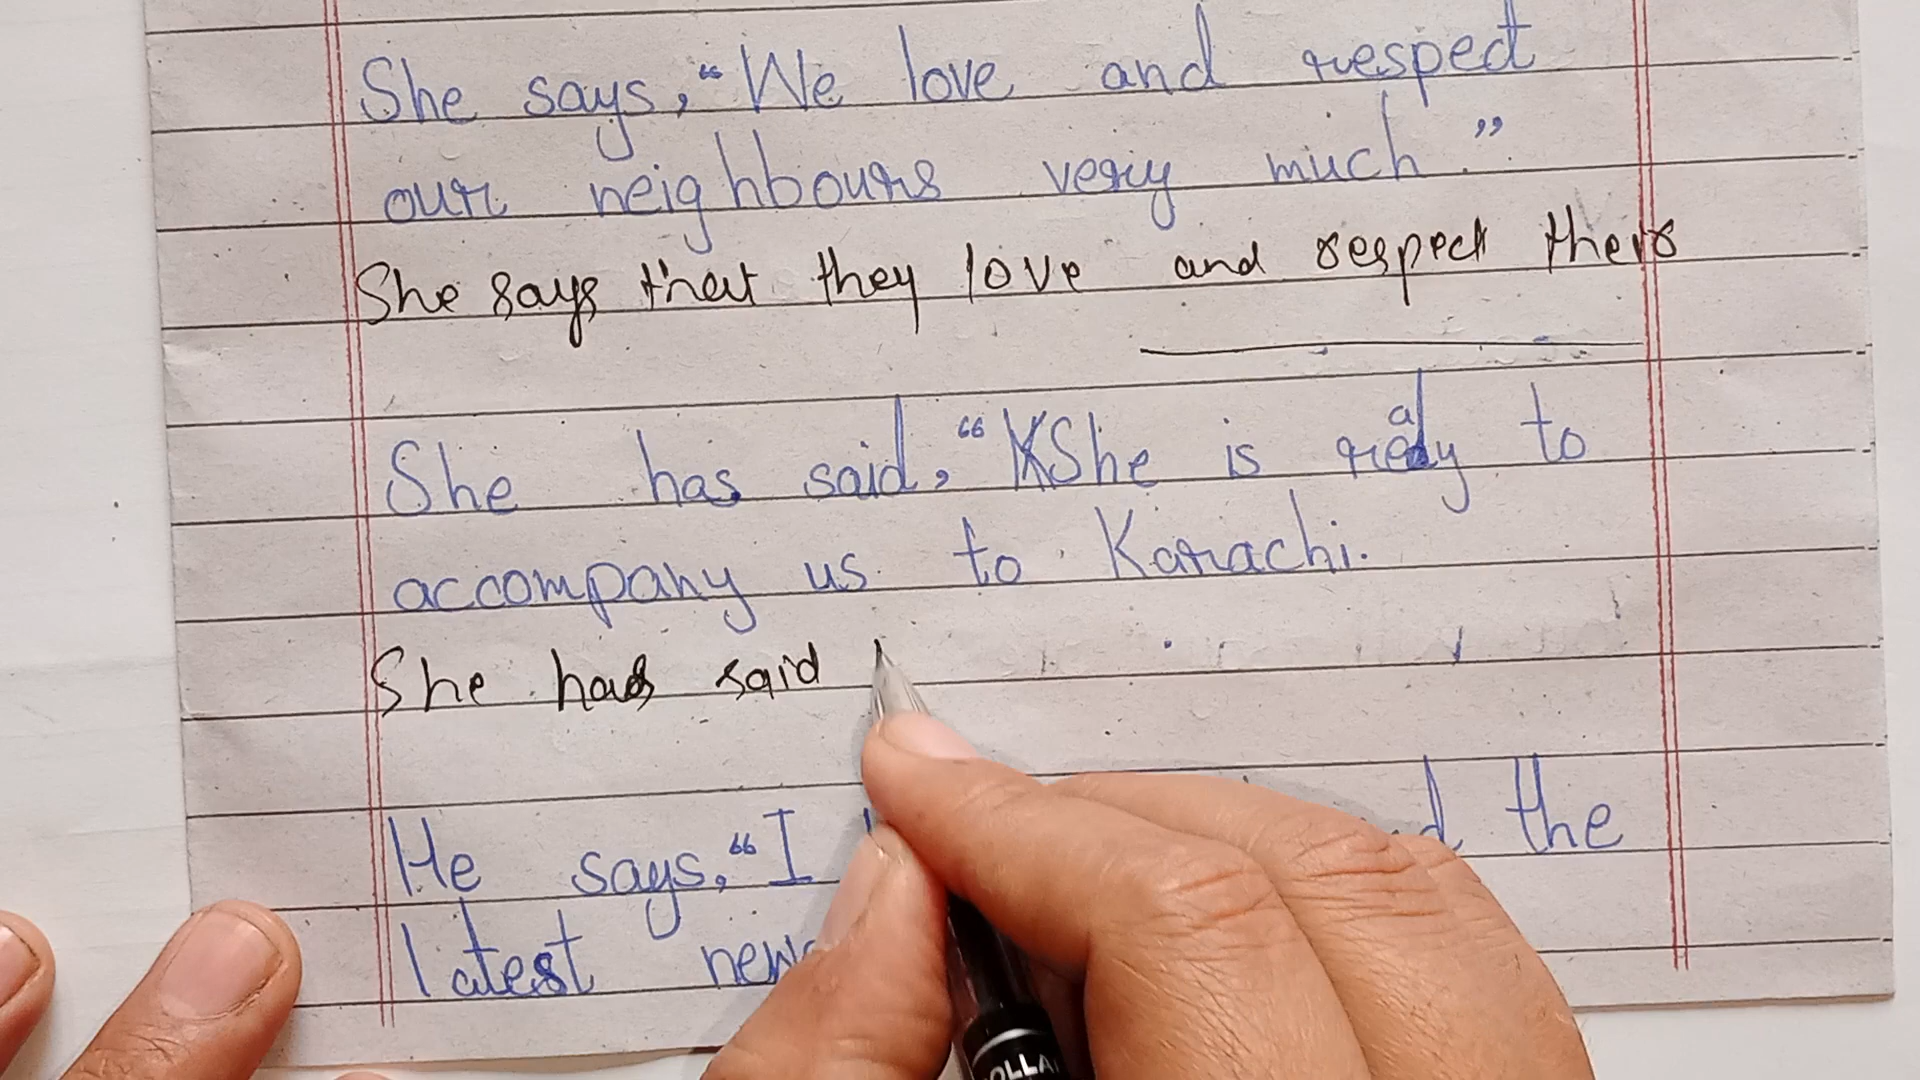 She says, “We love and respect
our neighbours very much.”
She says that they love and respect their
She has said, “She is ready to
accompany us to Karachi.
She has said
He says, “I the
latest